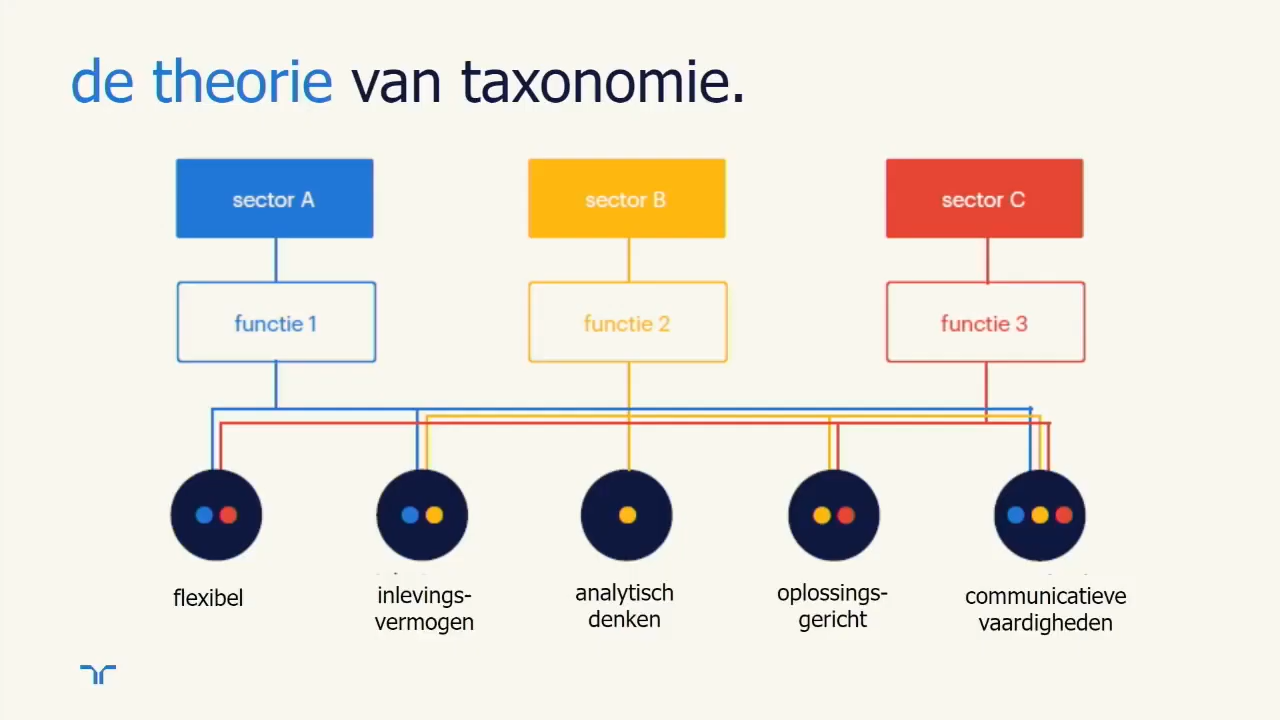 de theorie van taxonomie.
sector A
sector B
sector C
functie 1
functie 2
functie 3
flexibel
inlevings-
vermogen
analytisch
denken
oplossings-
gericht
communicatieve
vaardigheden